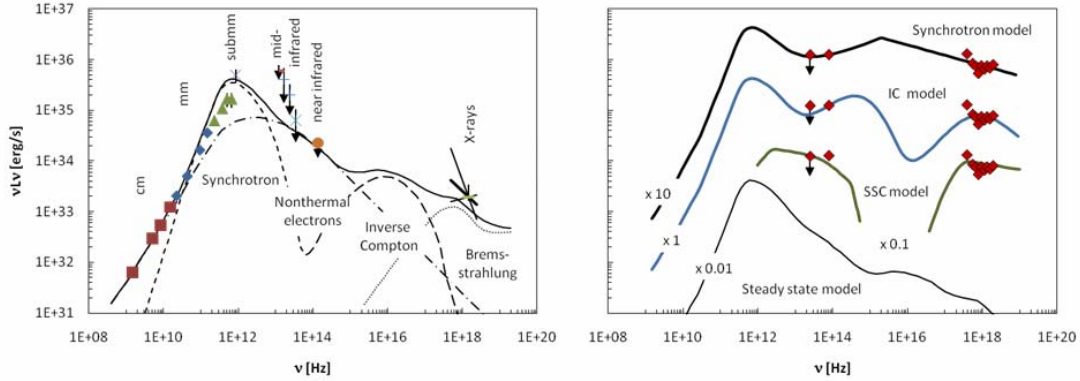 1E+37
1E+36
1E+35
1E+34
1E+33
1E+32
1E+31
νLν [erg/s]
cm
mm
submm
mid-
infrared
near infrared
X-rays
Synchrotron
Nonthermal
electrons
Inverse
Compton
Brems-
strahlung
1E+08
1E+10
1E+12
1E+14
1E+16
1E+18
1E+20
ν [Hz]
Synchrotron model
IC model
SSC model
Steady state model
x 10
x 1
x 0.1
x 0.01
1E+08
1E+10
1E+12
1E+14
1E+16
1E+18
1E+20
ν [Hz]